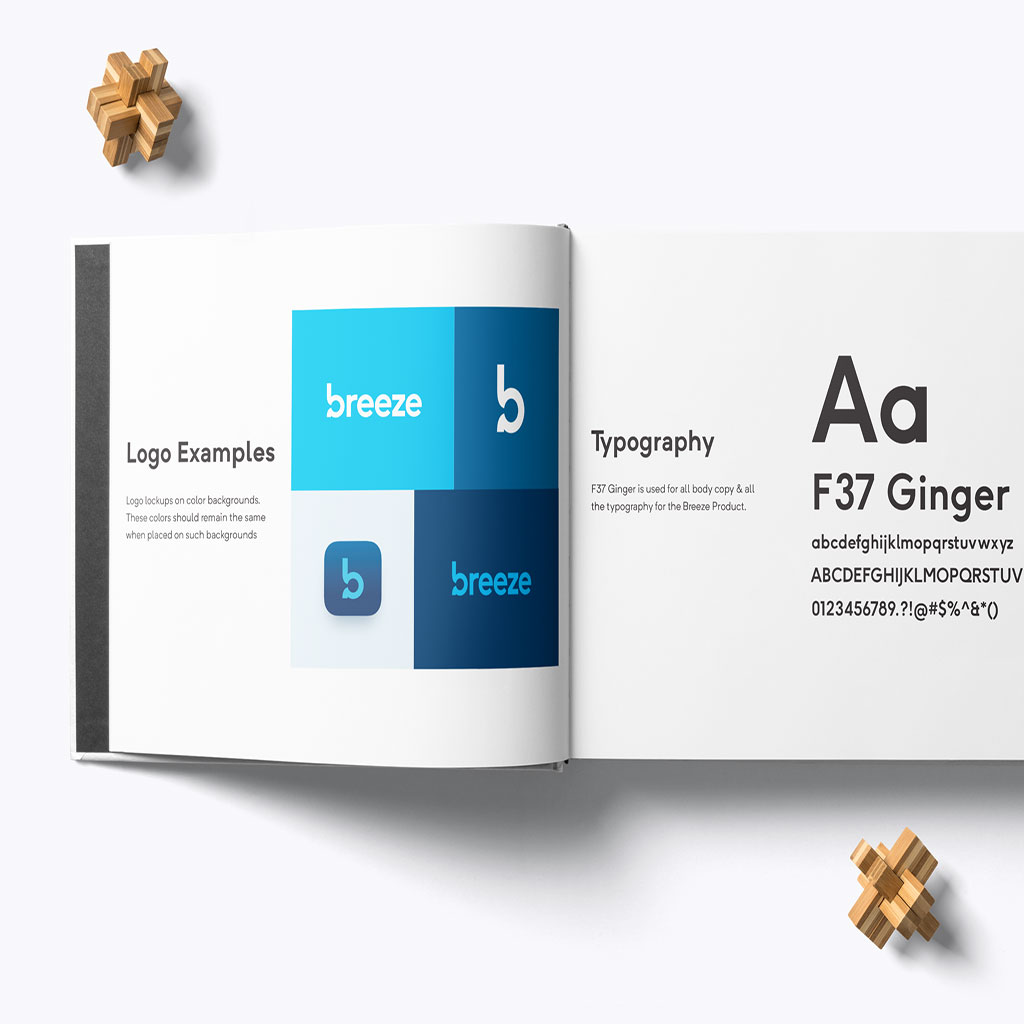 Logo Examples
Logo lockups on color backgrounds.
These colors should remain the same
when placed on such backgrounds
breeze
b
b
breeze
Typography
F37 Ginger is used for all body copy & all
the typography for the Breeze Product.
Aa
F37 Ginger
abcdefghijklmopqrstuvwxyz
ABCDEFGHIJKLMOPQRSTUV
0123456789.?!@#$%^&*()